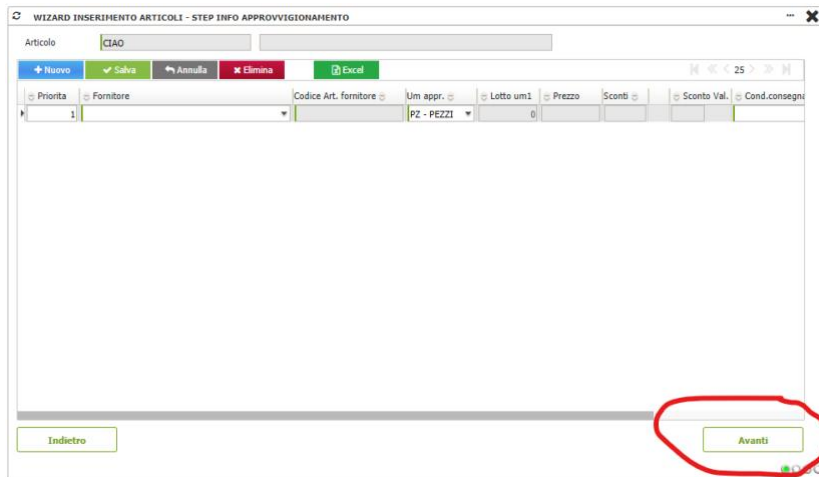 WIZARD INSERIMENTO ARTICOLI - STEP INFO APPROVVIGIONAMENTO
Articolo CIAO
Nuovo Salva Annulla Elimina Excel 25
Priorita Fornitore Codice Art. fornitore Um appr. Lotto um1 Prezzo Sconti Sconto Val. Cond.consegna
1 PZ - PEZZI 0
Indietro Avanti